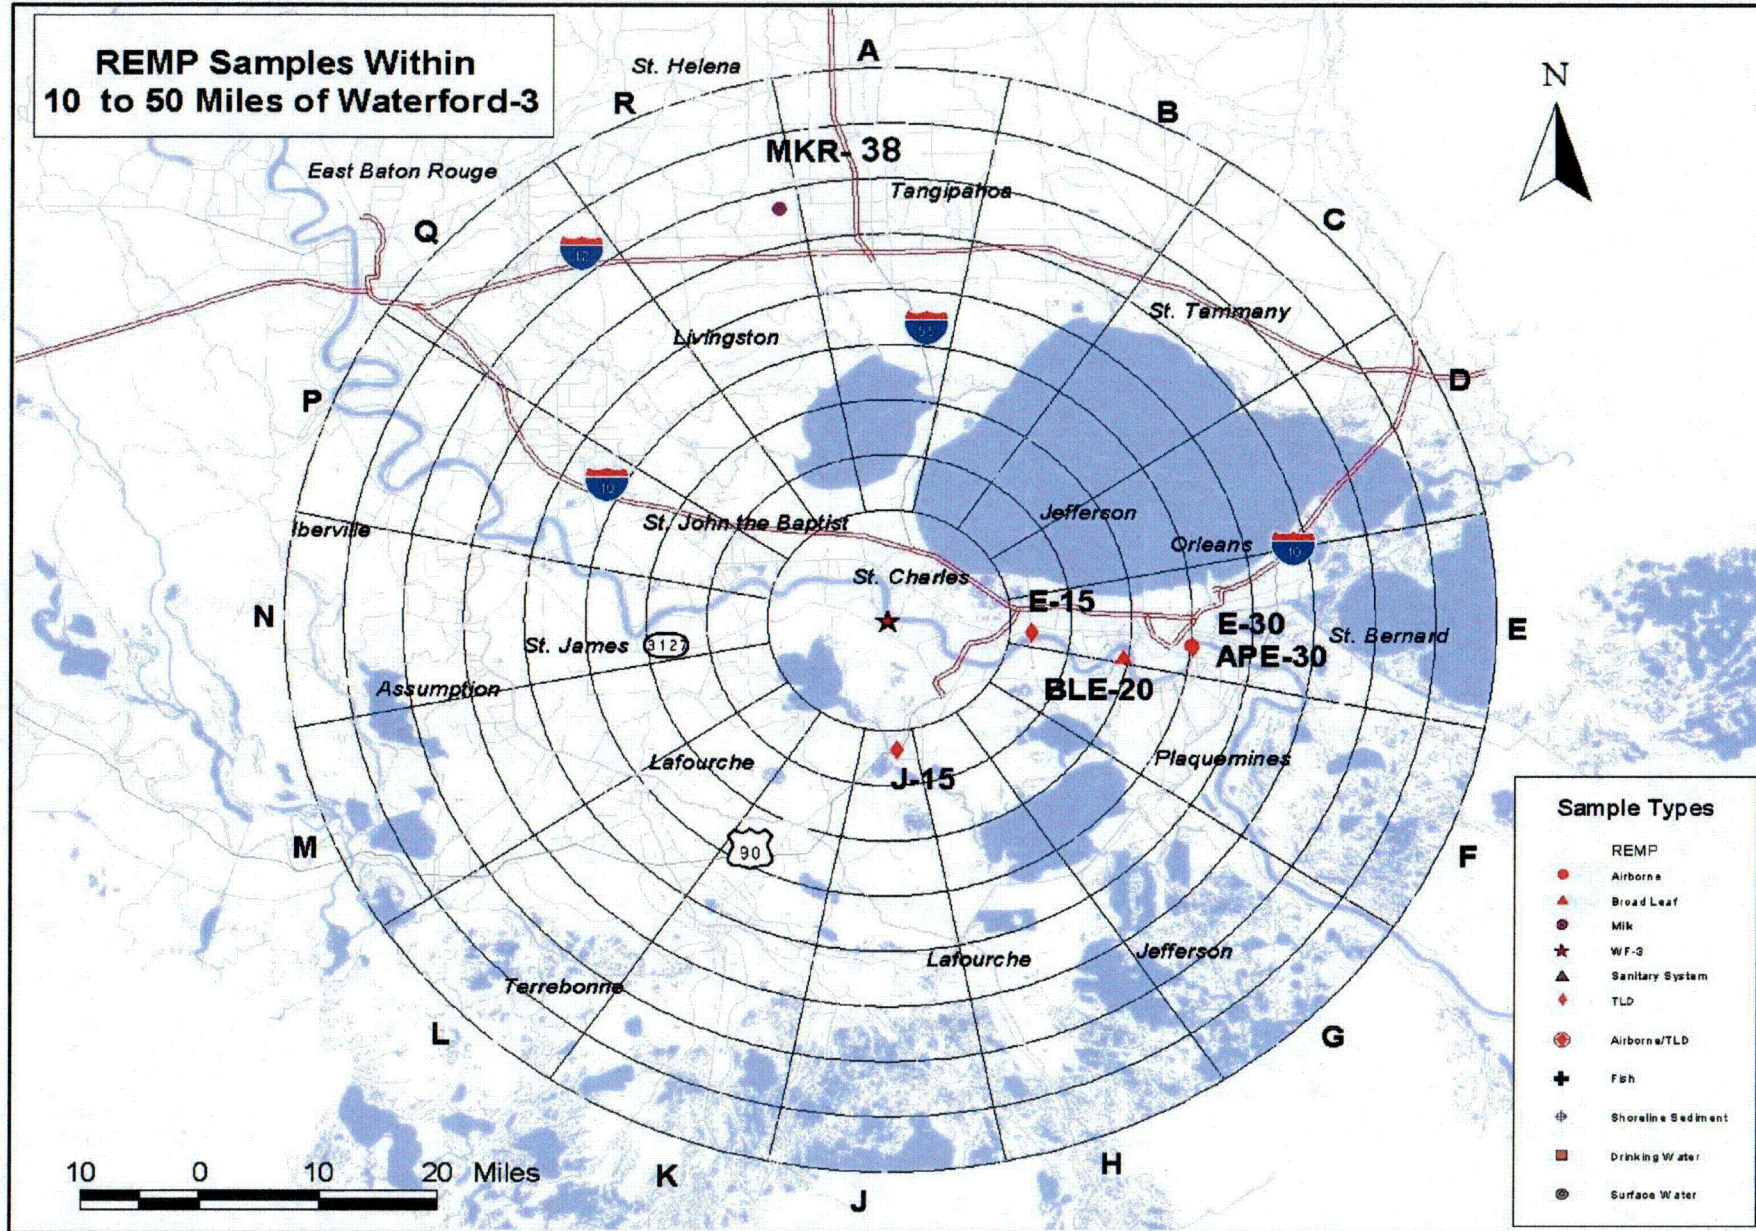 REMP Samples Within
10 to 50 Miles of Waterford-3
St. Helena
A
N
R
B
MKR- 38
East Baton Rouge
Tangipahoa
C
Q
12
St. Tammany
55
Livingston
D
P
10
Jefferson
St. John the Baptist
Iberville
Orleans
10
St. Charles
E-15
N
E-30
E
St. James
3127
St. Bernard
APE-30
Assumption
BLE-20
Lafourche
Plaquemines
J-15
M
90
F
Lafourche
Jefferson
Terrebonne
L
G
K
H
J
10 0 10 20 Miles
Sample Types
REMP
Airborne
Broad Leaf
Milk
WF-3
Sanitary System
TLD
Airborne/TLD
Fish
Shoreline Sediment
Drinking Water
Surface Water